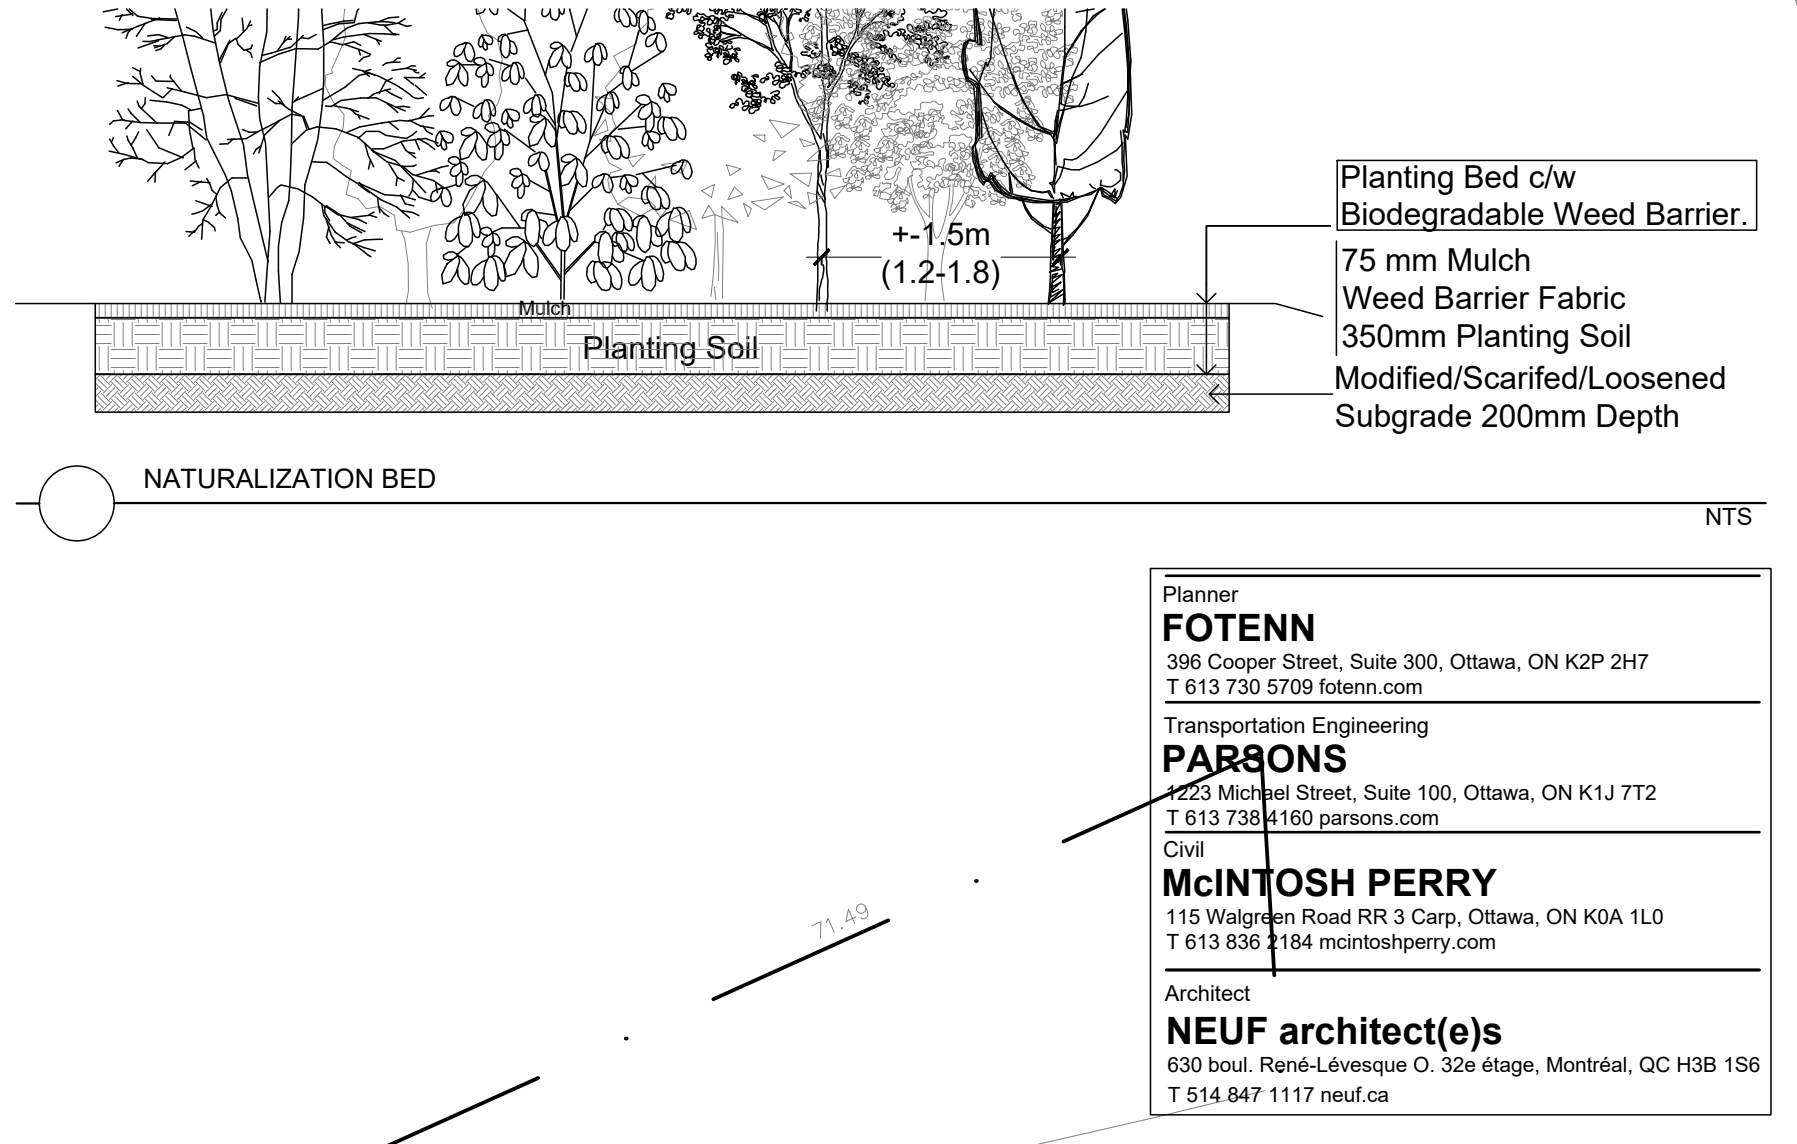 +-1.5m
(1.2-1.8)
Mulch
Planting Soil
Planting Bed c/w
Biodegradable Weed Barrier.
75 mm Mulch
Weed Barrier Fabric
350mm Planting Soil
Modified/Scarifed/Loosened
Subgrade 200mm Depth
NATURALIZATION BED
NTS
Planner
FOTENN
396 Cooper Street, Suite 300, Ottawa, ON K2P 2H7
T 613 730 5709 fotenn.com
Transportation Engineering
PARSONS
1223 Michael Street, Suite 100, Ottawa, ON K1J 7T2
T 613 738 4160 parsons.com
Civil
McINTOSH PERRY
115 Walgreen Road RR 3 Carp, Ottawa, ON K0A 1L0
T 613 836 2184 mcintoshperry.com
Architect
NEUF architect(e)s
630 boul. René-Lévesque O. 32e étage, Montréal, QC H3B 1S6
T 514 847 1117 neuf.ca
71.49